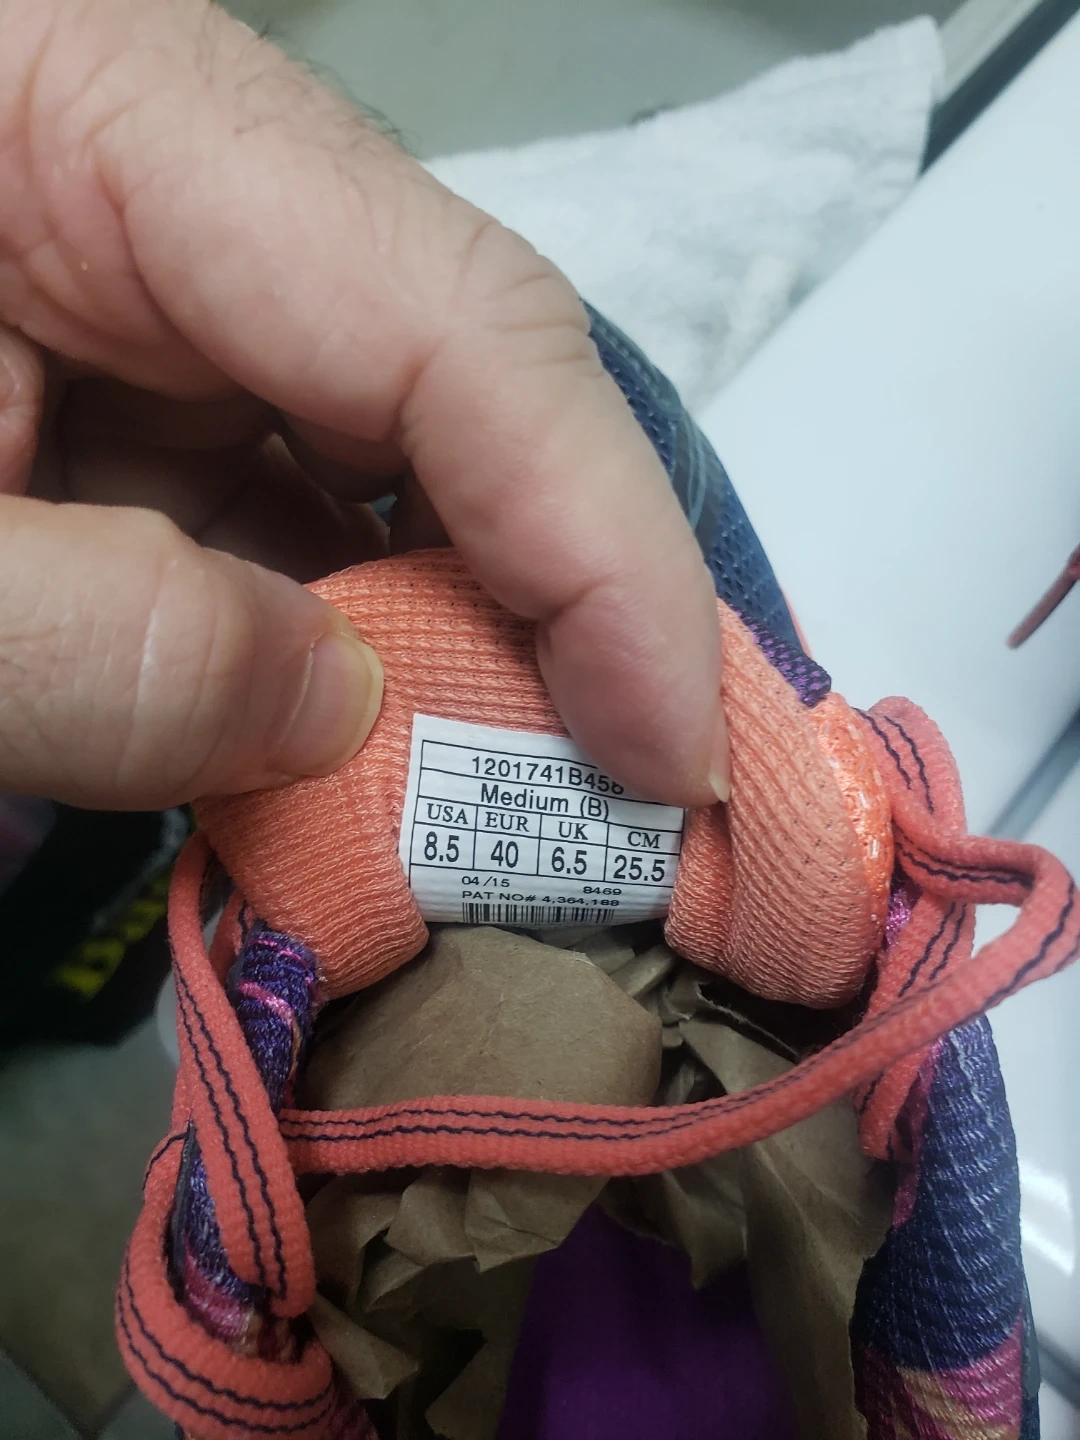 1201741B456
Medium (B)
USA EUR UK CM
8.5 40 6.5 25.5
04/15 8469
PAT NO# 4,364,188